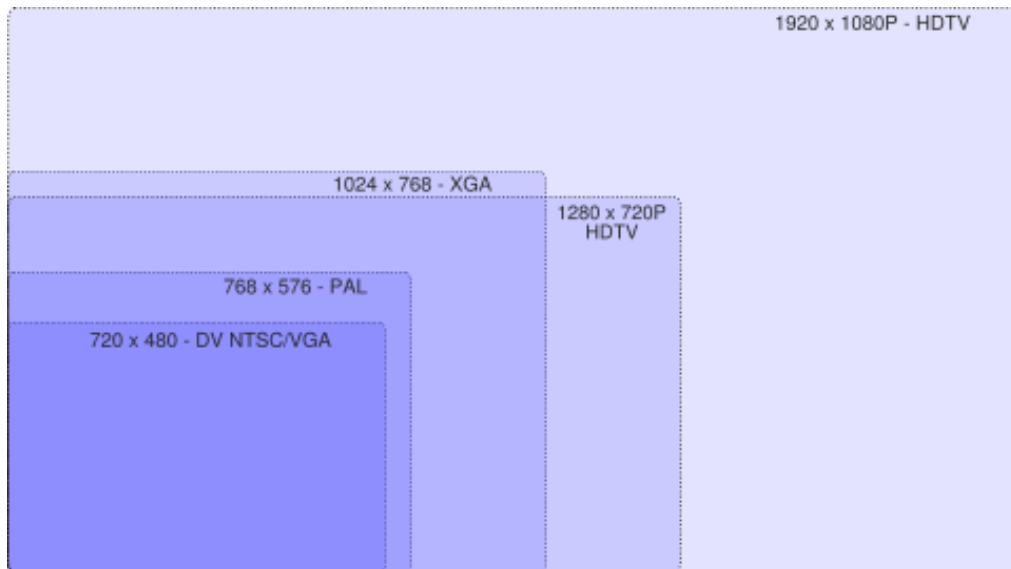 1920 x 1080P - HDTV
1024 x 768 - XGA
1280 x 720P
HDTV
768 x 576 - PAL
720 x 480 - DV NTSC/VGA